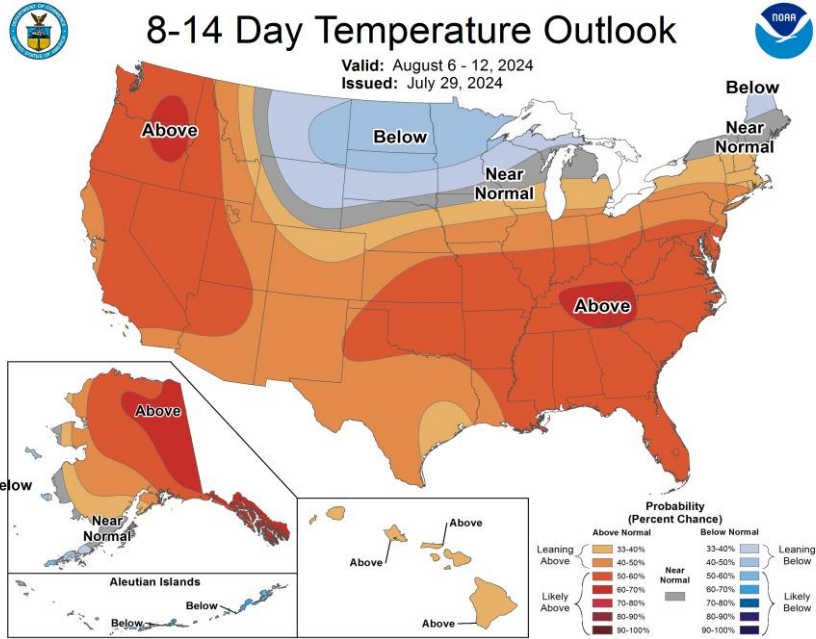 8-14 Day Temperature Outlook
Valid: August 6 - 12, 2024
Issued: July 29, 2024
NOAA
Below
Near
Normal
Above
Below
Near
Normal
Above
Above
Below
Near
Normal
Aleutian Islands
Below
Below
Above
Above
Above
Probability
(Percent Chance)
Above Normal
Below Normal
Leaning
Above
33-40%
40-50%
Likely
Above
50-60%
60-70%
70-80%
80-90%
90-100%
Near
Normal
33-40%
40-50%
Leaning
Below
50-60%
60-70%
70-80%
80-90%
90-100%
Likely
Below